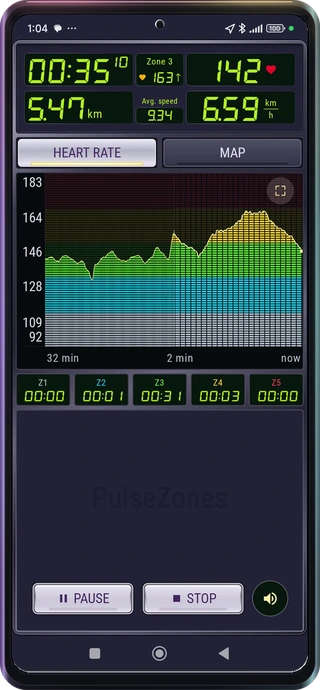 1:04 ... 100
00:35 10
Zone 3
163↑
142
5.47 km
Avg. speed
9.34
6.59 km/h
HEART RATE
MAP
183
164
146
128
109
92
32 min
2 min
now
Z1 Z2 Z3 Z4 Z5
00:00 00:01 00:31 00:03 00:00
PulseZones
PAUSE
STOP